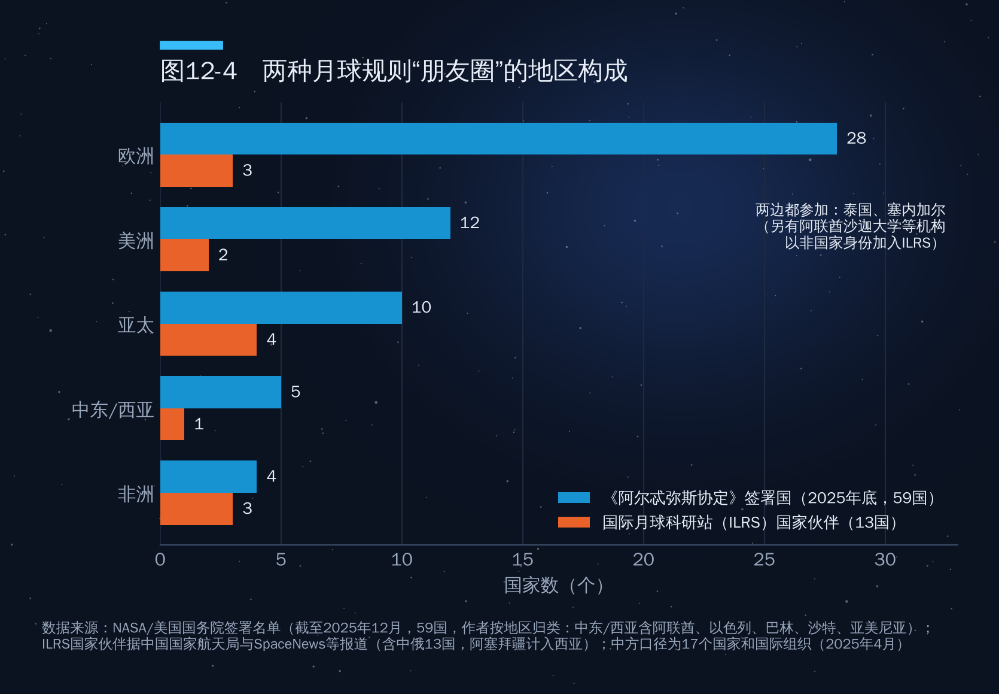 图12-4 两种月球规则“朋友圈”的地区构成
欧洲
28
3
美洲
12
2
两边都参加：泰国、塞内加尔
（另有阿联酋沙迦大学等机构
以非国家身份加入ILRS）
亚太
10
4
中东/西亚
5
1
非洲
4
3
《阿尔忒弥斯协定》签署国（2025年底，59国）
国际月球科研站（ILRS）国家伙伴（13国）
0 5 10 15 20 25 30
国家数（个）
数据来源：NASA/美国国务院签署名单（截至2025年12月，59国，作者按地区归类：中东/西亚含阿联酋、以色列、巴林、沙特、亚美尼亚）；
ILRS国家伙伴据中国国家航天局与SpaceNews等报道（含中俄13国，阿塞拜疆计入西亚）；中方口径为17个国家和国际组织（2025年4月）